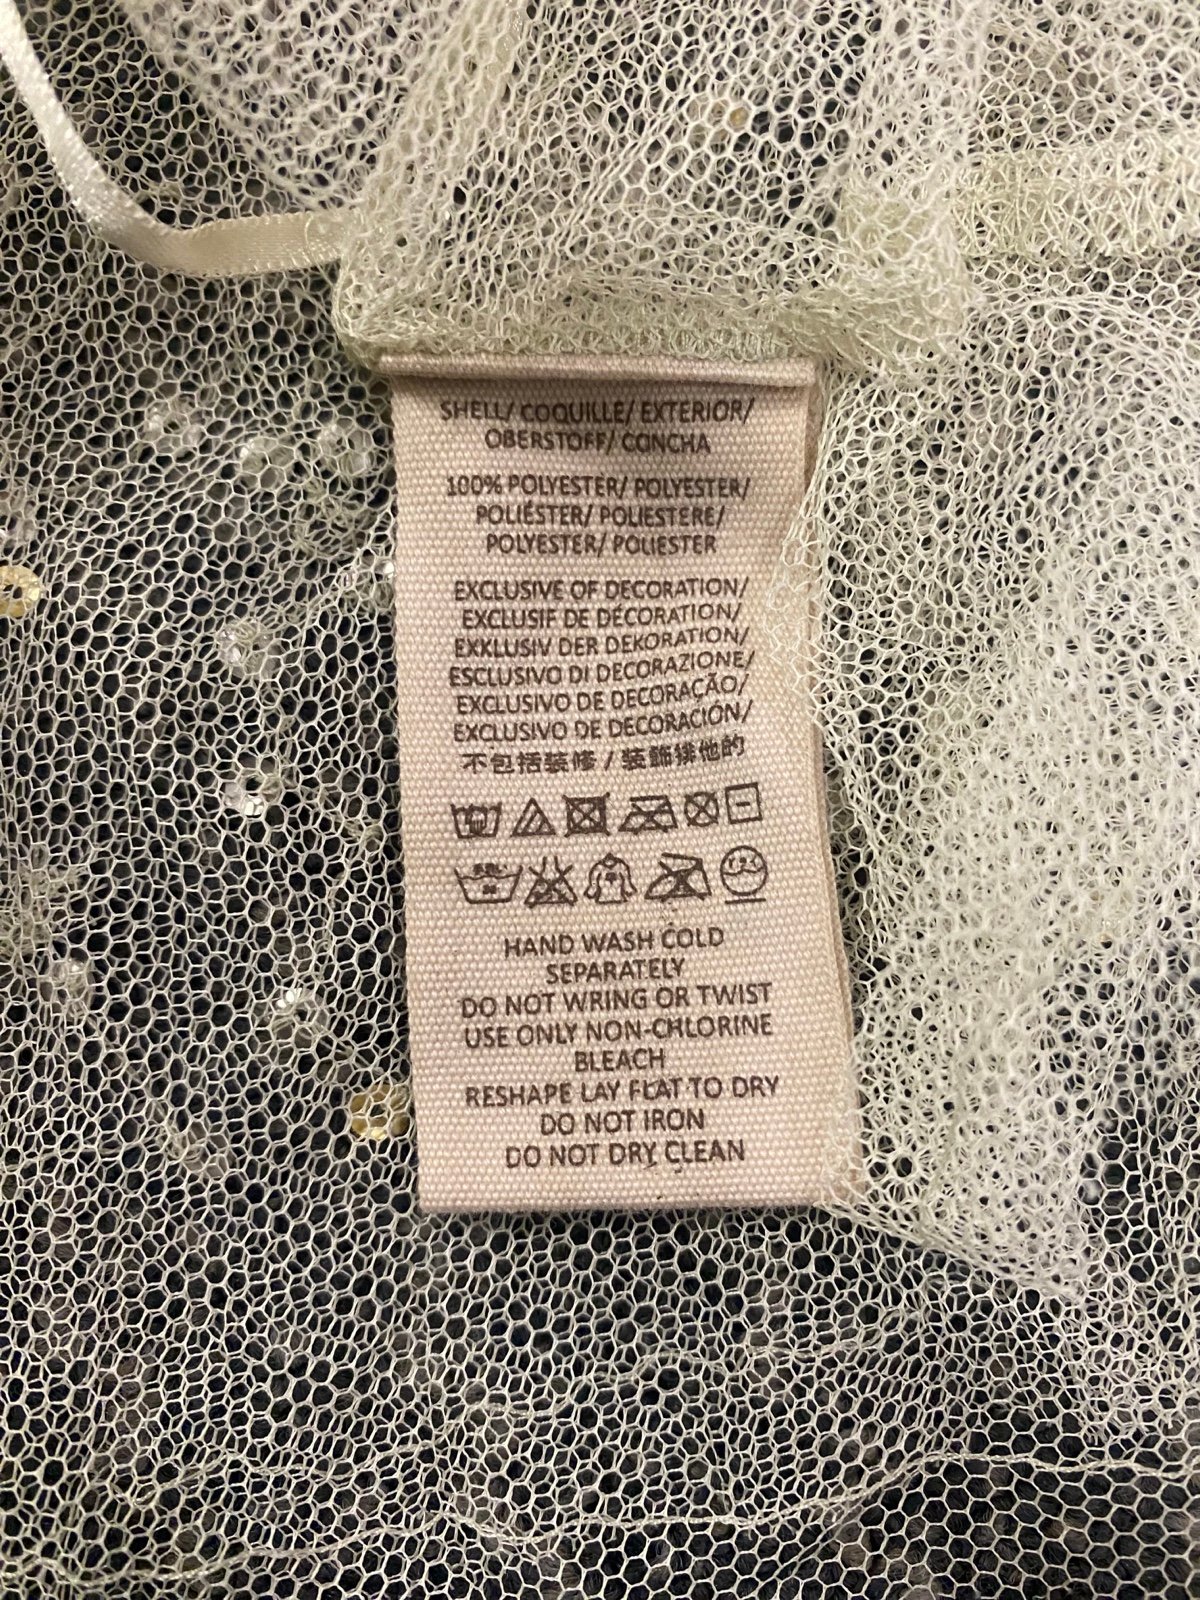 SHELL/ COQUILLE/ EXTERIOR/
OBERSTOFF/ CONCHA
100% POLYESTER/ POLYESTER/
POLIÉSTER/ POLIESTERE/
POLYESTER/ POLIESTER
EXCLUSIVE OF DECORATION/
EXCLUSIF DE DÉCORATION/
EXKLUSIV DER DEKORATION/
ESCLUSIVO DI DECORAZIONE/
EXCLUSIVO DE DECORAÇÃO/
EXCLUSIVO DE DECORACIÓN/
不包括装修 / 装飾排他的
HAND WASH COLD
SEPARATELY
DO NOT WRING OR TWIST
USE ONLY NON-CHLORINE
BLEACH
RESHAPE LAY FLAT TO DRY
DO NOT IRON
DO NOT DRY CLEAN